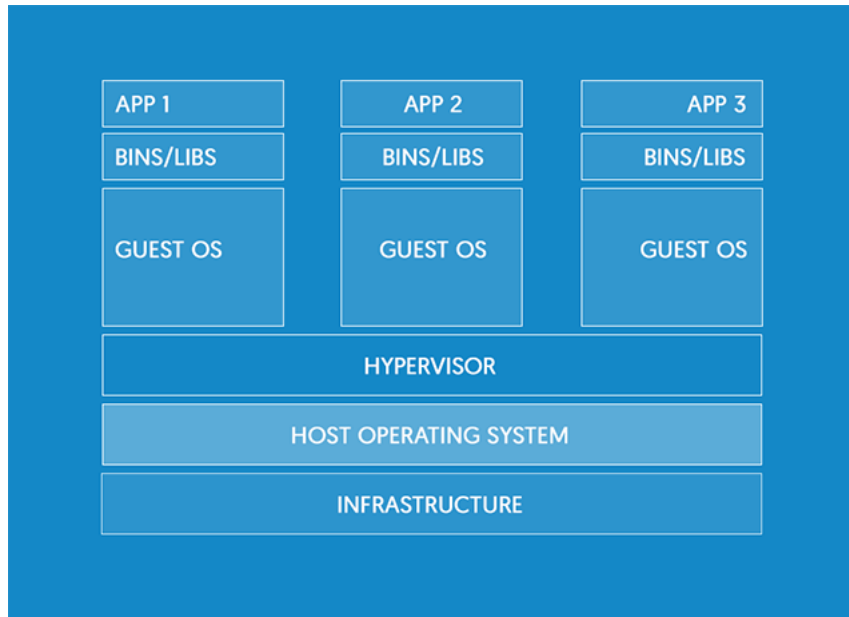 APP 1
APP 2
APP 3
BINS/LIBS
BINS/LIBS
BINS/LIBS
GUEST OS
GUEST OS
GUEST OS
HYPERVISOR
HOST OPERATING SYSTEM
INFRASTRUCTURE